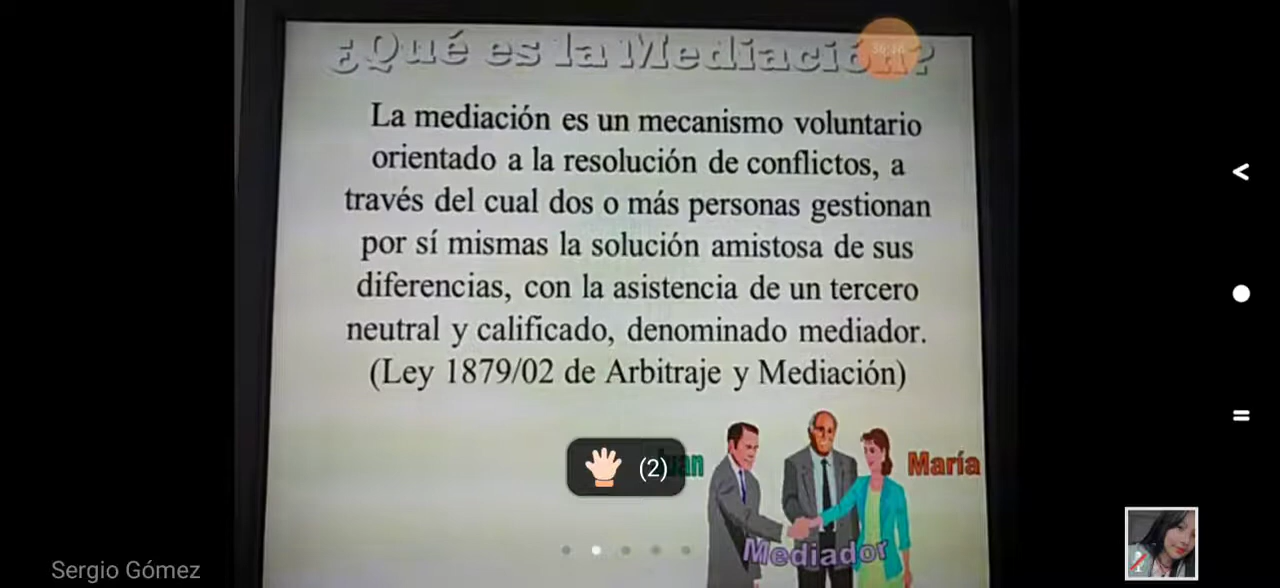 ¿Qué es la Mediación?
La mediación es un mecanismo voluntario
orientado a la resolución de conflictos, a
través del cual dos o más personas gestionan
por sí mismas la solución amistosa de sus
diferencias, con la asistencia de un tercero
neutral y calificado, denominado mediador.
(Ley 1879/02 de Arbitraje y Mediación)
(2)
María
Mediador
Sergio Gómez